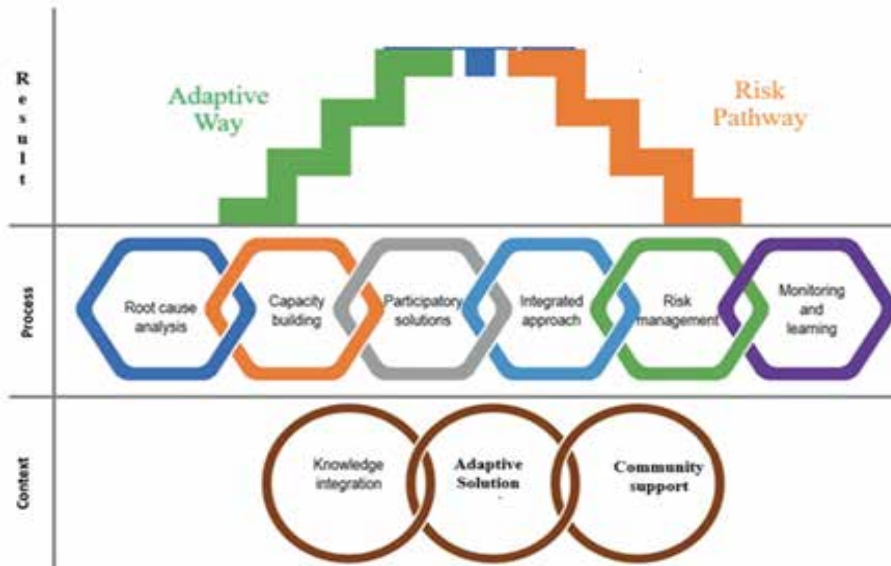 Result
Adaptive
Way
Risk
Pathway
Process
Root cause
analysis
Capacity
building
Participatory
solutions
Integrated
approach
Risk
management
Monitoring
and
learning
Context
Knowledge
integration
Adaptive
Solution
Community
support